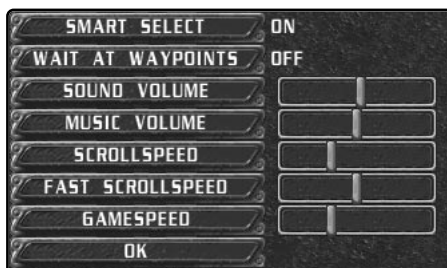 SMART SELECT ON
WAIT AT WAYPOINTS OFF
SOUND VOLUME
MUSIC VOLUME
SCROLLSPEED
FAST SCROLLSPEED
GAMESPEED
OK